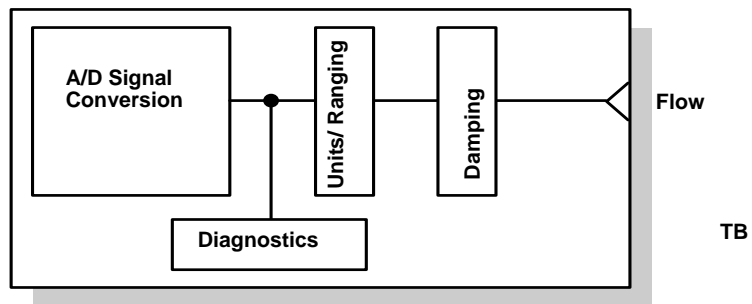 A/D Signal
Conversion
Units/ Ranging
Damping
Flow
Diagnostics
TB